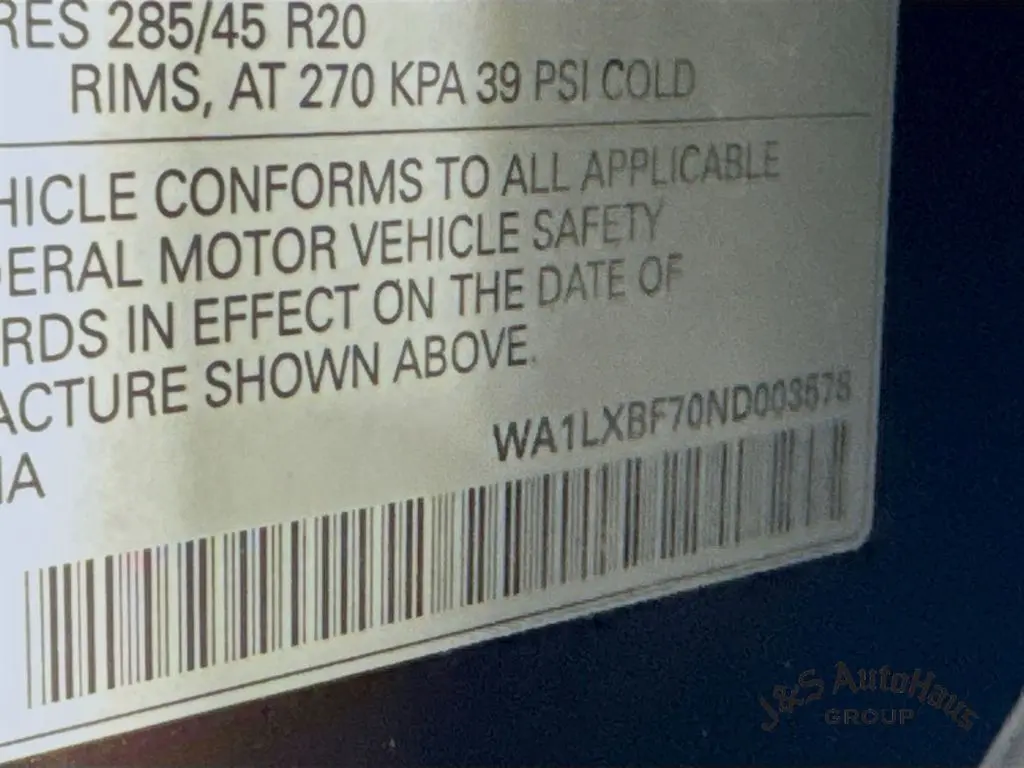 RES 285/45 R20
RIMS, AT 270 KPA 39 PSI COLD
HICLE CONFORMS TO ALL APPLICABLE
DERAL MOTOR VEHICLE SAFETY
RDS IN EFFECT ON THE DATE OF
ACTURE SHOWN ABOVE.
WA1LXBF70ND003578
IA
J&S AutoHaus
GROUP